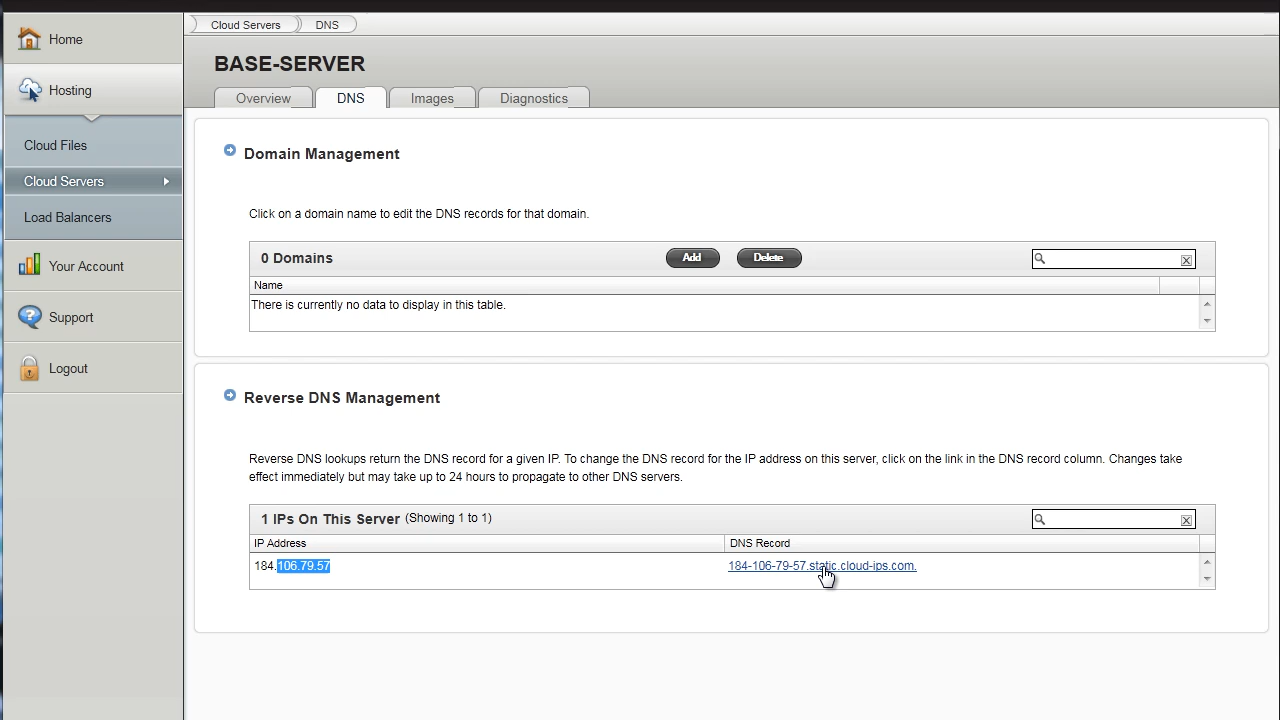 Home
Hosting
Cloud Files
Cloud Servers
Load Balancers
Your Account
Support
Logout
Cloud Servers DNS
BASE-SERVER
Overview DNS Images Diagnostics
Domain Management
Click on a domain name to edit the DNS records for that domain.
0 Domains Add Delete
Name
There is currently no data to display in this table.
Reverse DNS Management
Reverse DNS lookups return the DNS record for a given IP. To change the DNS record for the IP address on this server, click on the link in the DNS record column. Changes take
effect immediately but may take up to 24 hours to propagate to other DNS servers.
1 IPs On This Server (Showing 1 to 1)
IP Address DNS Record
184.106.79.57 184-106-79-57.static.cloud-ips.com.